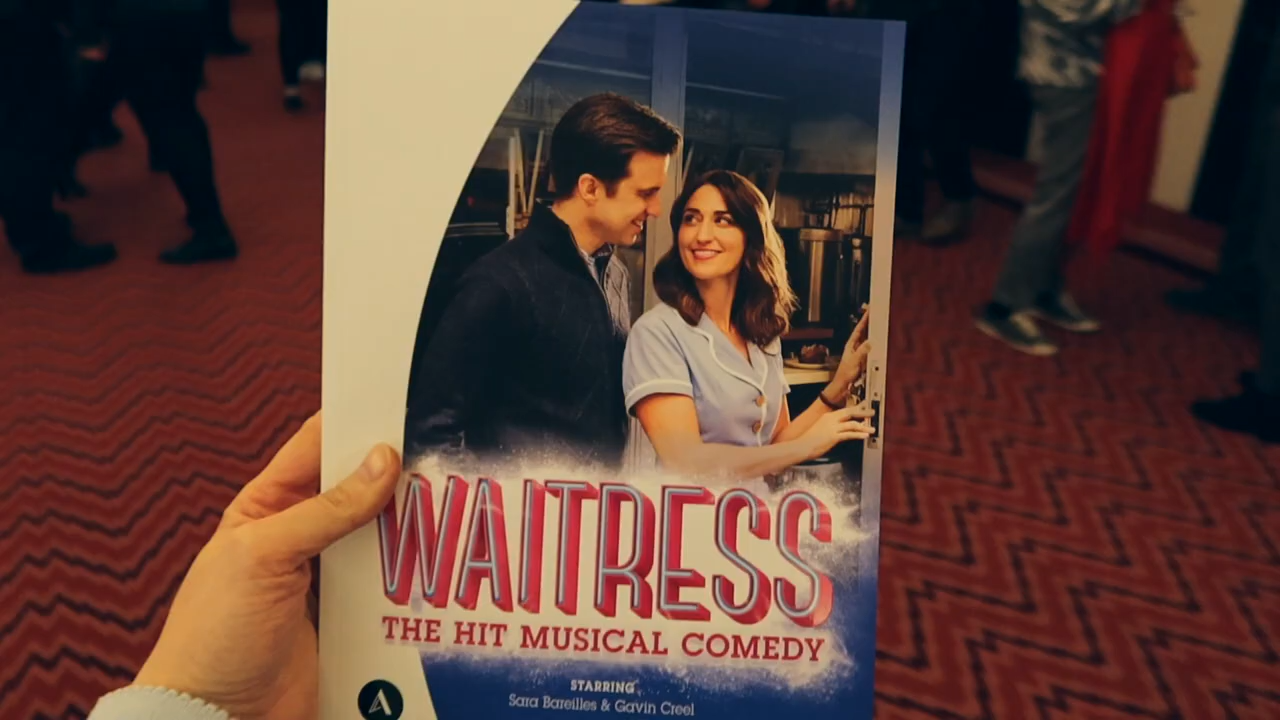 WAITRESS
THE HIT MUSICAL COMEDY
STARRING
Sara Bareilles & Gavin Creel